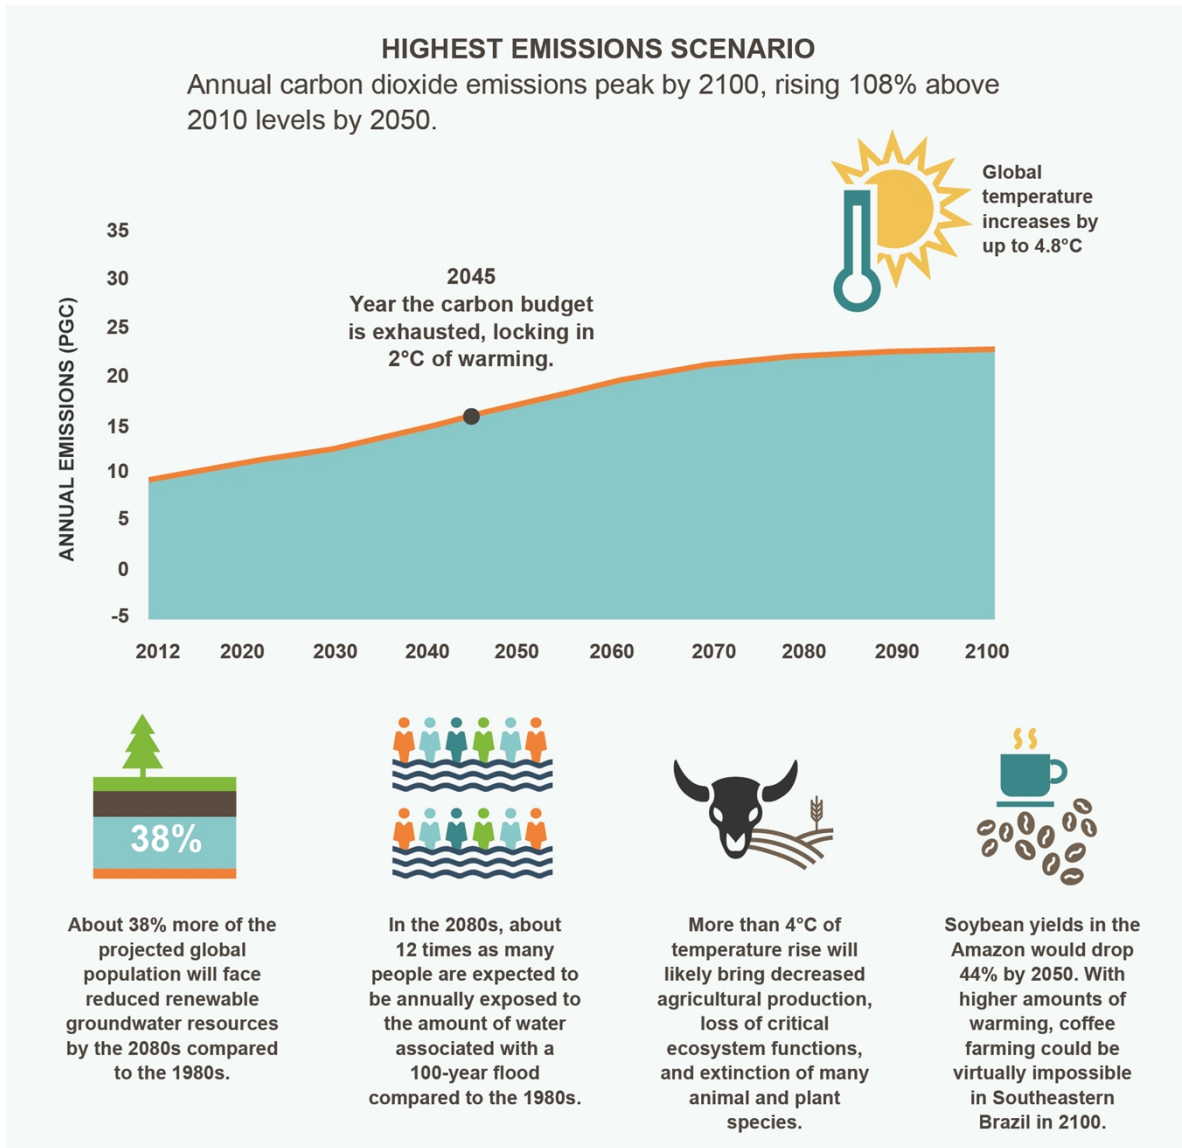 HIGHEST EMISSIONS SCENARIO
Annual carbon dioxide emissions peak by 2100, rising 108% above
2010 levels by 2050.
Global
temperature
increases by
up to 4.8°C
ANNUAL EMISSIONS (PGC)
35
30
25
20
15
10
5
0
-5
2045
Year the carbon budget
is exhausted, locking in
2°C of warming.
2012 2020 2030 2040 2050 2060 2070 2080 2090 2100
38%
About 38% more of the
projected global
population will face
reduced renewable
groundwater resources
by the 2080s compared
to the 1980s.
In the 2080s, about
12 times as many
people are expected to
be annually exposed to
the amount of water
associated with a
100-year flood
compared to the 1980s.
More than 4°C of
temperature rise will
likely bring decreased
agricultural production,
loss of critical
ecosystem functions,
and extinction of many
animal and plant
species.
Soybean yields in the
Amazon would drop
44% by 2050. With
higher amounts of
warming, coffee
farming could be
virtually impossible
in Southeastern
Brazil in 2100.